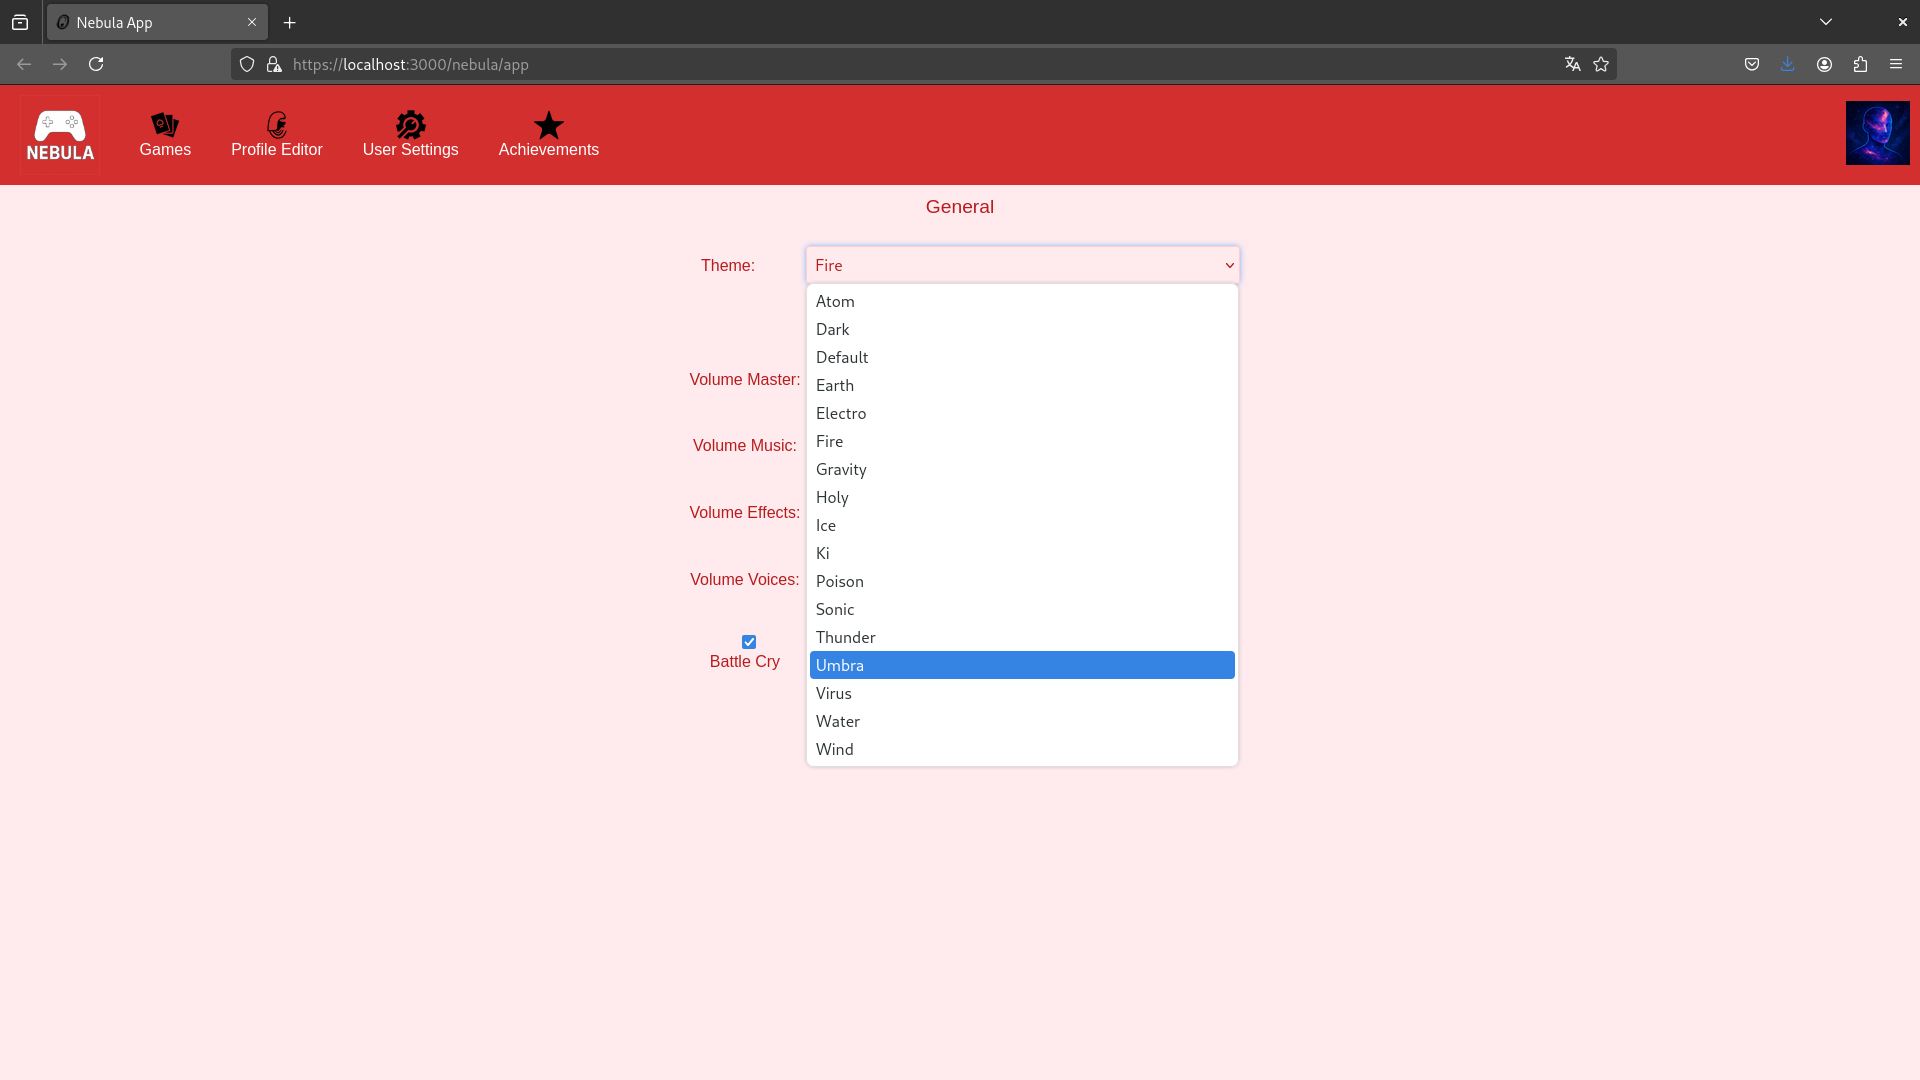 Nebula App
https://localhost:3000/nebula/app
NEBULA
Games
Profile Editor
User Settings
Achievements
General
Theme:
Fire
Atom
Dark
Default
Earth
Electro
Fire
Gravity
Holy
Ice
Ki
Poison
Sonic
Thunder
Umbra
Virus
Water
Wind
Volume Master:
Volume Music:
Volume Effects:
Volume Voices:
Battle Cry